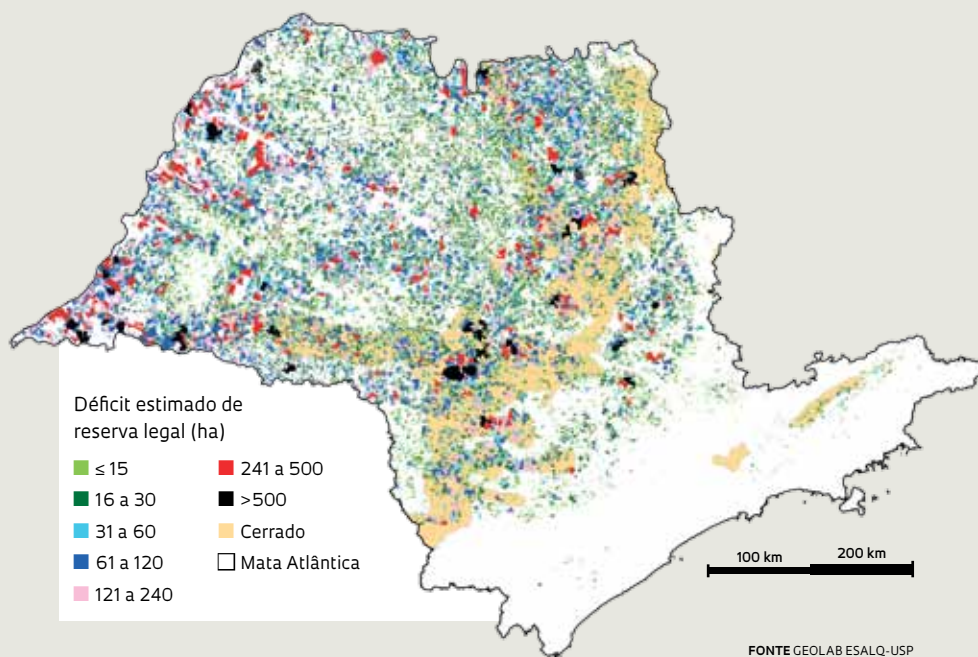 Déficit estimado de
reserva legal (ha)
≤ 15
16 a 30
31 a 60
61 a 120
121 a 240
241 a 500
>500
Cerrado
Mata Atlântica
100 km 200 km
FONTE GEOLAB ESALQ-USP